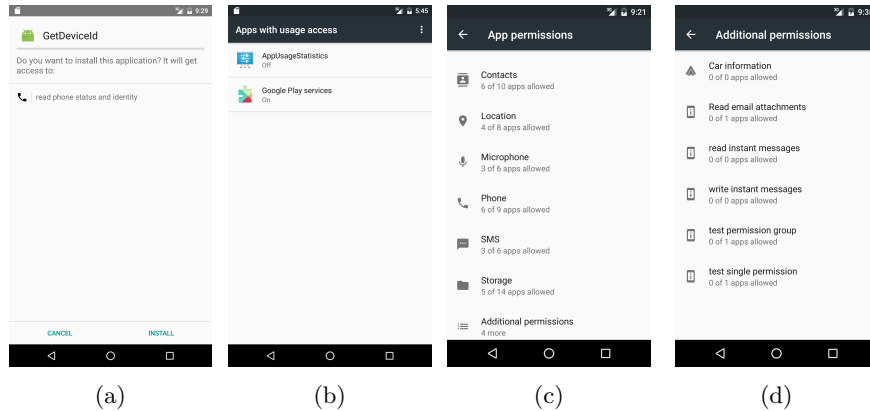 9:29
GetDeviceId
Do you want to install this application? It will get
access to:
read phone status and identity
CANCEL
INSTALL
(a)
5:45
Apps with usage access
AppUsageStatistics
Off
Google Play services
On
(b)
9:21
App permissions
Contacts
6 of 10 apps allowed
Location
4 of 8 apps allowed
Microphone
3 of 6 apps allowed
Phone
6 of 9 apps allowed
SMS
3 of 6 apps allowed
Storage
5 of 14 apps allowed
Additional permissions
4 more
(c)
Additional permissions
Car information
0 of 0 apps allowed
Read email attachments
0 of 1 apps allowed
read instant messages
0 of 0 apps allowed
write instant messages
0 of 0 apps allowed
test permission group
0 of 1 apps allowed
test single permission
0 of 1 apps allowed
(d)